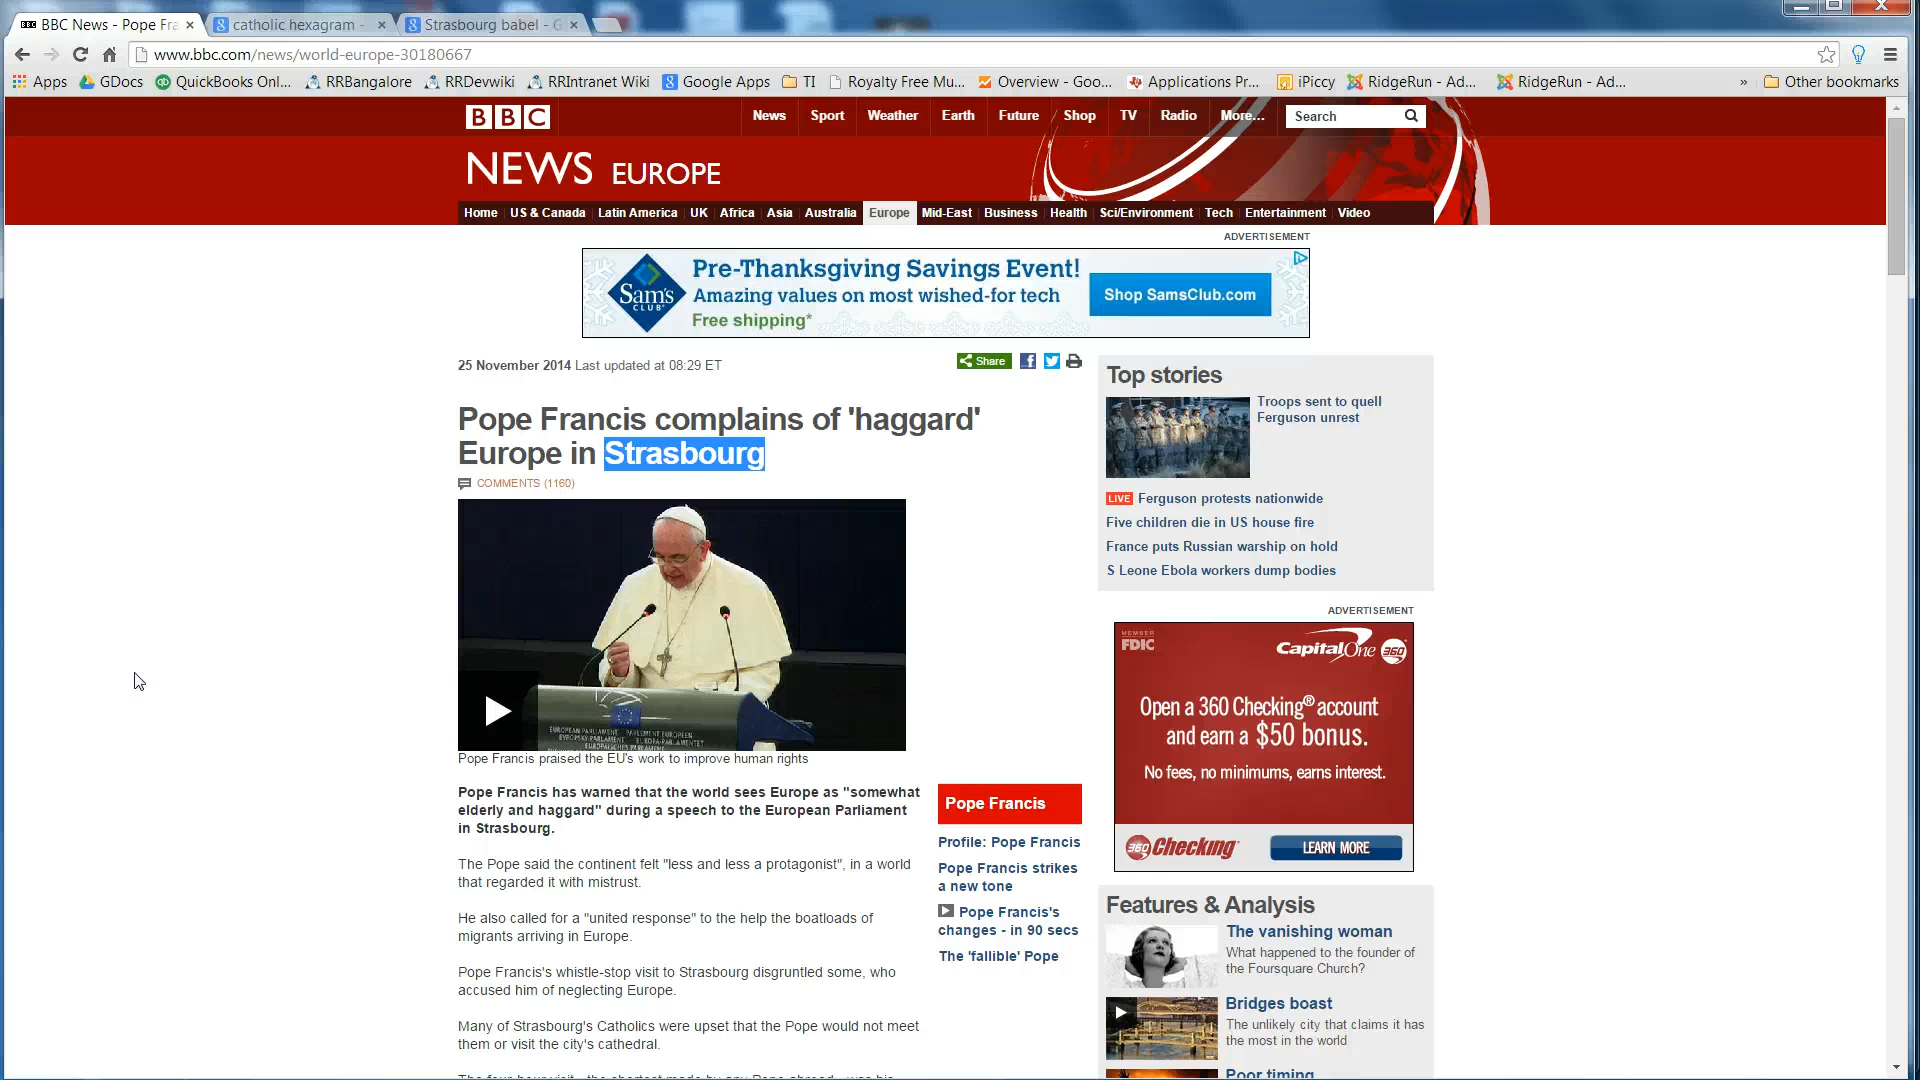 BBC News - Pope Fra
catholic hexagram -
Strasbourg babel - G
www.bbc.com/news/world-europe-30180667
Apps GDocs QuickBooks Onl... RRBangalore RRDevwiki RRIntranet Wiki Google Apps TI Royalty Free Mu... Overview - Goo... Applications Pr... iPiccy RidgeRun - Ad... RidgeRun - Ad... » Other bookmarks
BBC News Sport Weather Earth Future Shop TV Radio More... Search
NEWS EUROPE
Home US & Canada Latin America UK Africa Asia Australia Europe Mid-East Business Health Sci/Environment Tech Entertainment Video
ADVERTISEMENT
Sam's CLUB
Pre-Thanksgiving Savings Event!
Amazing values on most wished-for tech
Free shipping*
Shop SamsClub.com
25 November 2014 Last updated at 08:29 ET
Share
Pope Francis complains of 'haggard'
Europe in Strasbourg
COMMENTS (1160)
EUROPEAN PARLIAMENT PARLEMENT EUROPEEN
EVROPSKÝ PARLAMENT EUROPA-PARLAMENTET
EUROPÄISCHES PARLAMENT
Pope Francis praised the EU's work to improve human rights
Pope Francis has warned that the world sees Europe as "somewhat
elderly and haggard" during a speech to the European Parliament
in Strasbourg.
The Pope said the continent felt "less and less a protagonist", in a world
that regarded it with mistrust.
He also called for a "united response" to the help the boatloads of
migrants arriving in Europe.
Pope Francis's whistle-stop visit to Strasbourg disgruntled some, who
accused him of neglecting Europe.
Many of Strasbourg's Catholics were upset that the Pope would not meet
them or visit the city's cathedral.
Pope Francis
Profile: Pope Francis
Pope Francis strikes
a new tone
Pope Francis's
changes - in 90 secs
The 'fallible' Pope
Top stories
Troops sent to quell
Ferguson unrest
LIVE Ferguson protests nationwide
Five children die in US house fire
France puts Russian warship on hold
S Leone Ebola workers dump bodies
ADVERTISEMENT
MEMBER
FDIC
Capital One 360
Open a 360 Checking® account
and earn a $50 bonus.
No fees, no minimums, earns interest.
360 Checking
LEARN MORE
Features & Analysis
The vanishing woman
What happened to the founder of
the Foursquare Church?
Bridges boast
The unlikely city that claims it has
the most in the world
Poor timing